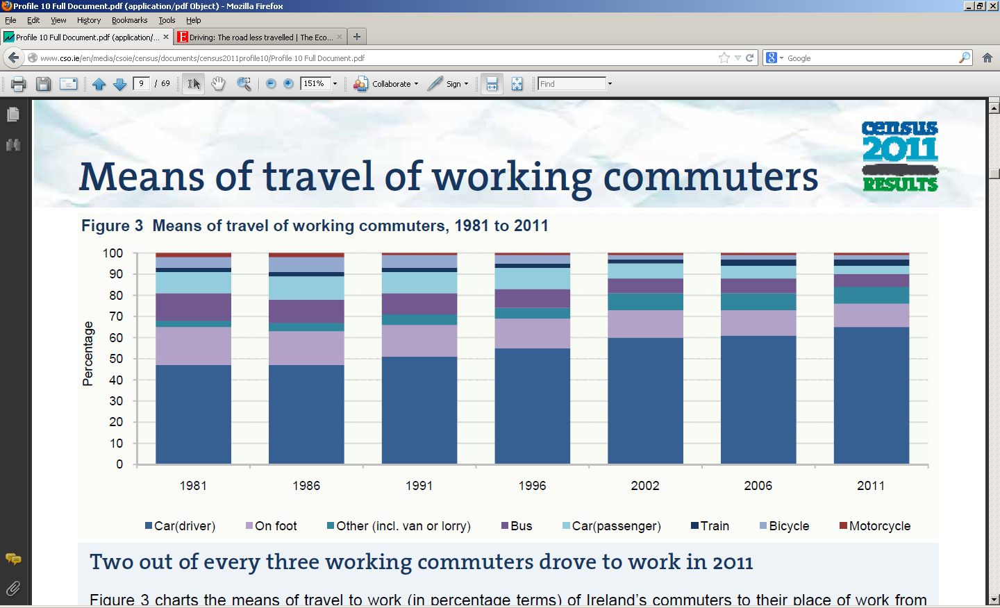 Profile 10 Full Document.pdf (application/pdf Object) - Mozilla Firefox
File Edit View History Bookmarks Tools Help
Profile 10 Full Document.pdf (application/... × Driving: The road less travelled | The Eco... × +
www.cso.ie/en/media/csoie/census/documents/census2011profile10/Profile 10 Full Document.pdf
Google
9 / 69 151% Collaborate Sign Find
Means of travel of working commuters
census
2011
RESULTS
Figure 3 Means of travel of working commuters, 1981 to 2011
Percentage
100
90
80
70
60
50
40
30
20
10
0
1981 1986 1991 1996 2002 2006 2011
Car(driver) On foot Other (incl. van or lorry) Bus Car(passenger) Train Bicycle Motorcycle
Two out of every three working commuters drove to work in 2011
Figure 3 charts the means of travel to work (in percentage terms) of Ireland's commuters to their place of work from